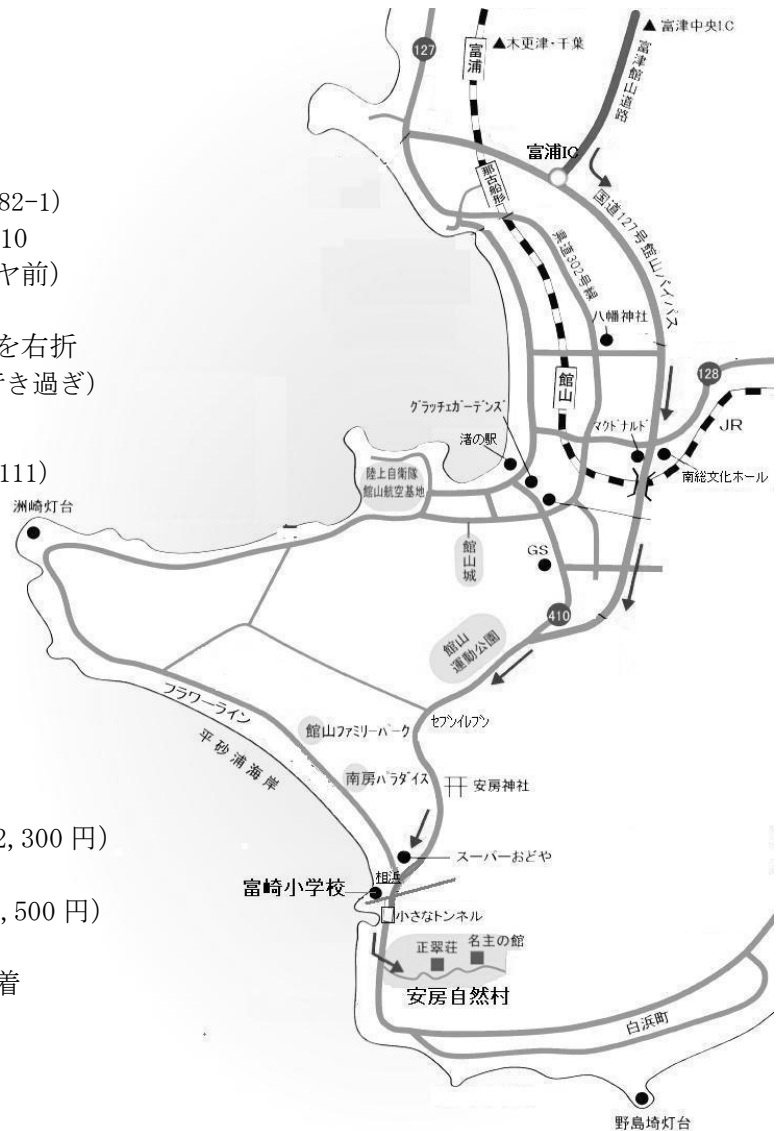 ▲富津中央I.C
127
富浦
▲木更津・千葉
富津館山道路
富浦IC
82-1)
10
ヤ前)
を右折
行き過ぎ)
111)
那古船形
国道127号館山バイパス
県道302号線
八幡神社
館山
128
グラッチェガーデンズ
マクドナルド
JR
渚の駅
南総文化ホール
陸上自衛隊
館山航空基地
洲崎灯台
館山城
GS
410
館山
運動公園
フラワーライン
セブンイレブン
館山ファミリーパーク
平砂浦海岸
南房パラダイス
安房神社
2,300 円)
スーパーおどや
相浜
富崎小学校
,500 円)
小さなトンネル
正翠荘
名主の館
着
安房自然村
白浜町
野島埼灯台